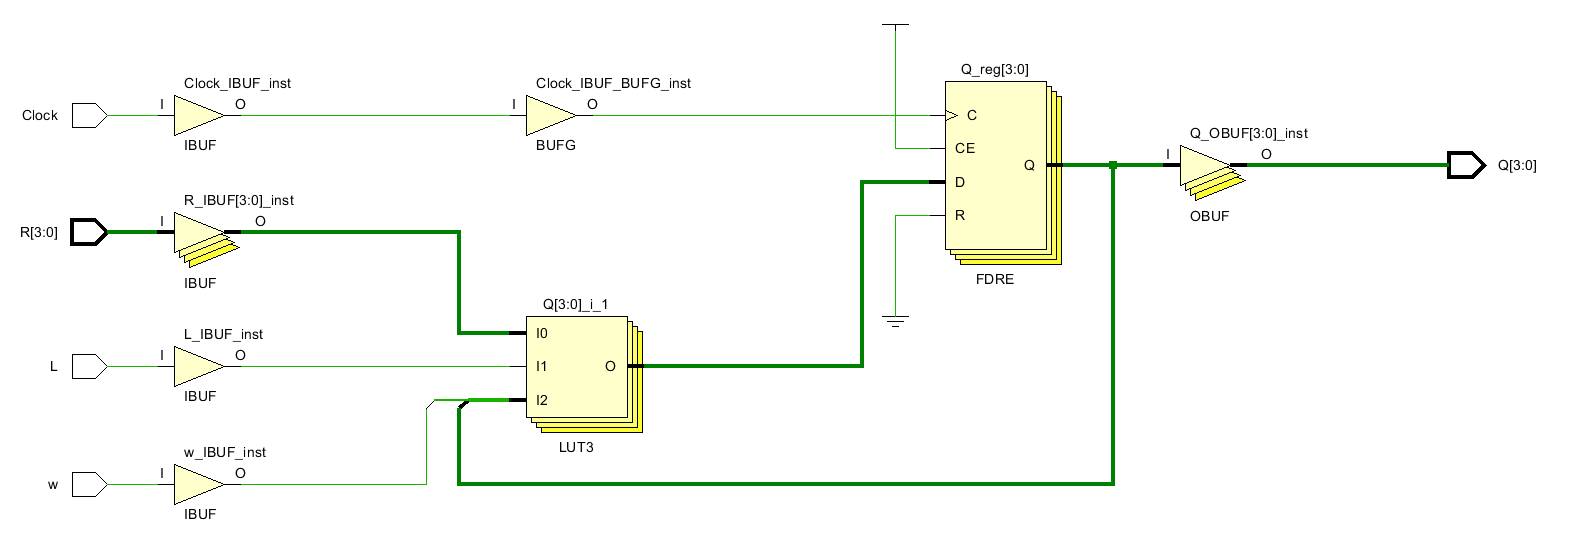 Clock
I
Clock_IBUF_inst
O
IBUF
I
Clock_IBUF_BUFG_inst
O
BUFG
Q_reg[3:0]
C
CE
D
R
Q
FDRE
I
Q_OBUF[3:0]_inst
O
OBUF
Q[3:0]
R[3:0]
I
R_IBUF[3:0]_inst
O
IBUF
Q[3:0]_i_1
I0
I1
I2
O
LUT3
L
I
L_IBUF_inst
O
IBUF
w
I
w_IBUF_inst
O
IBUF